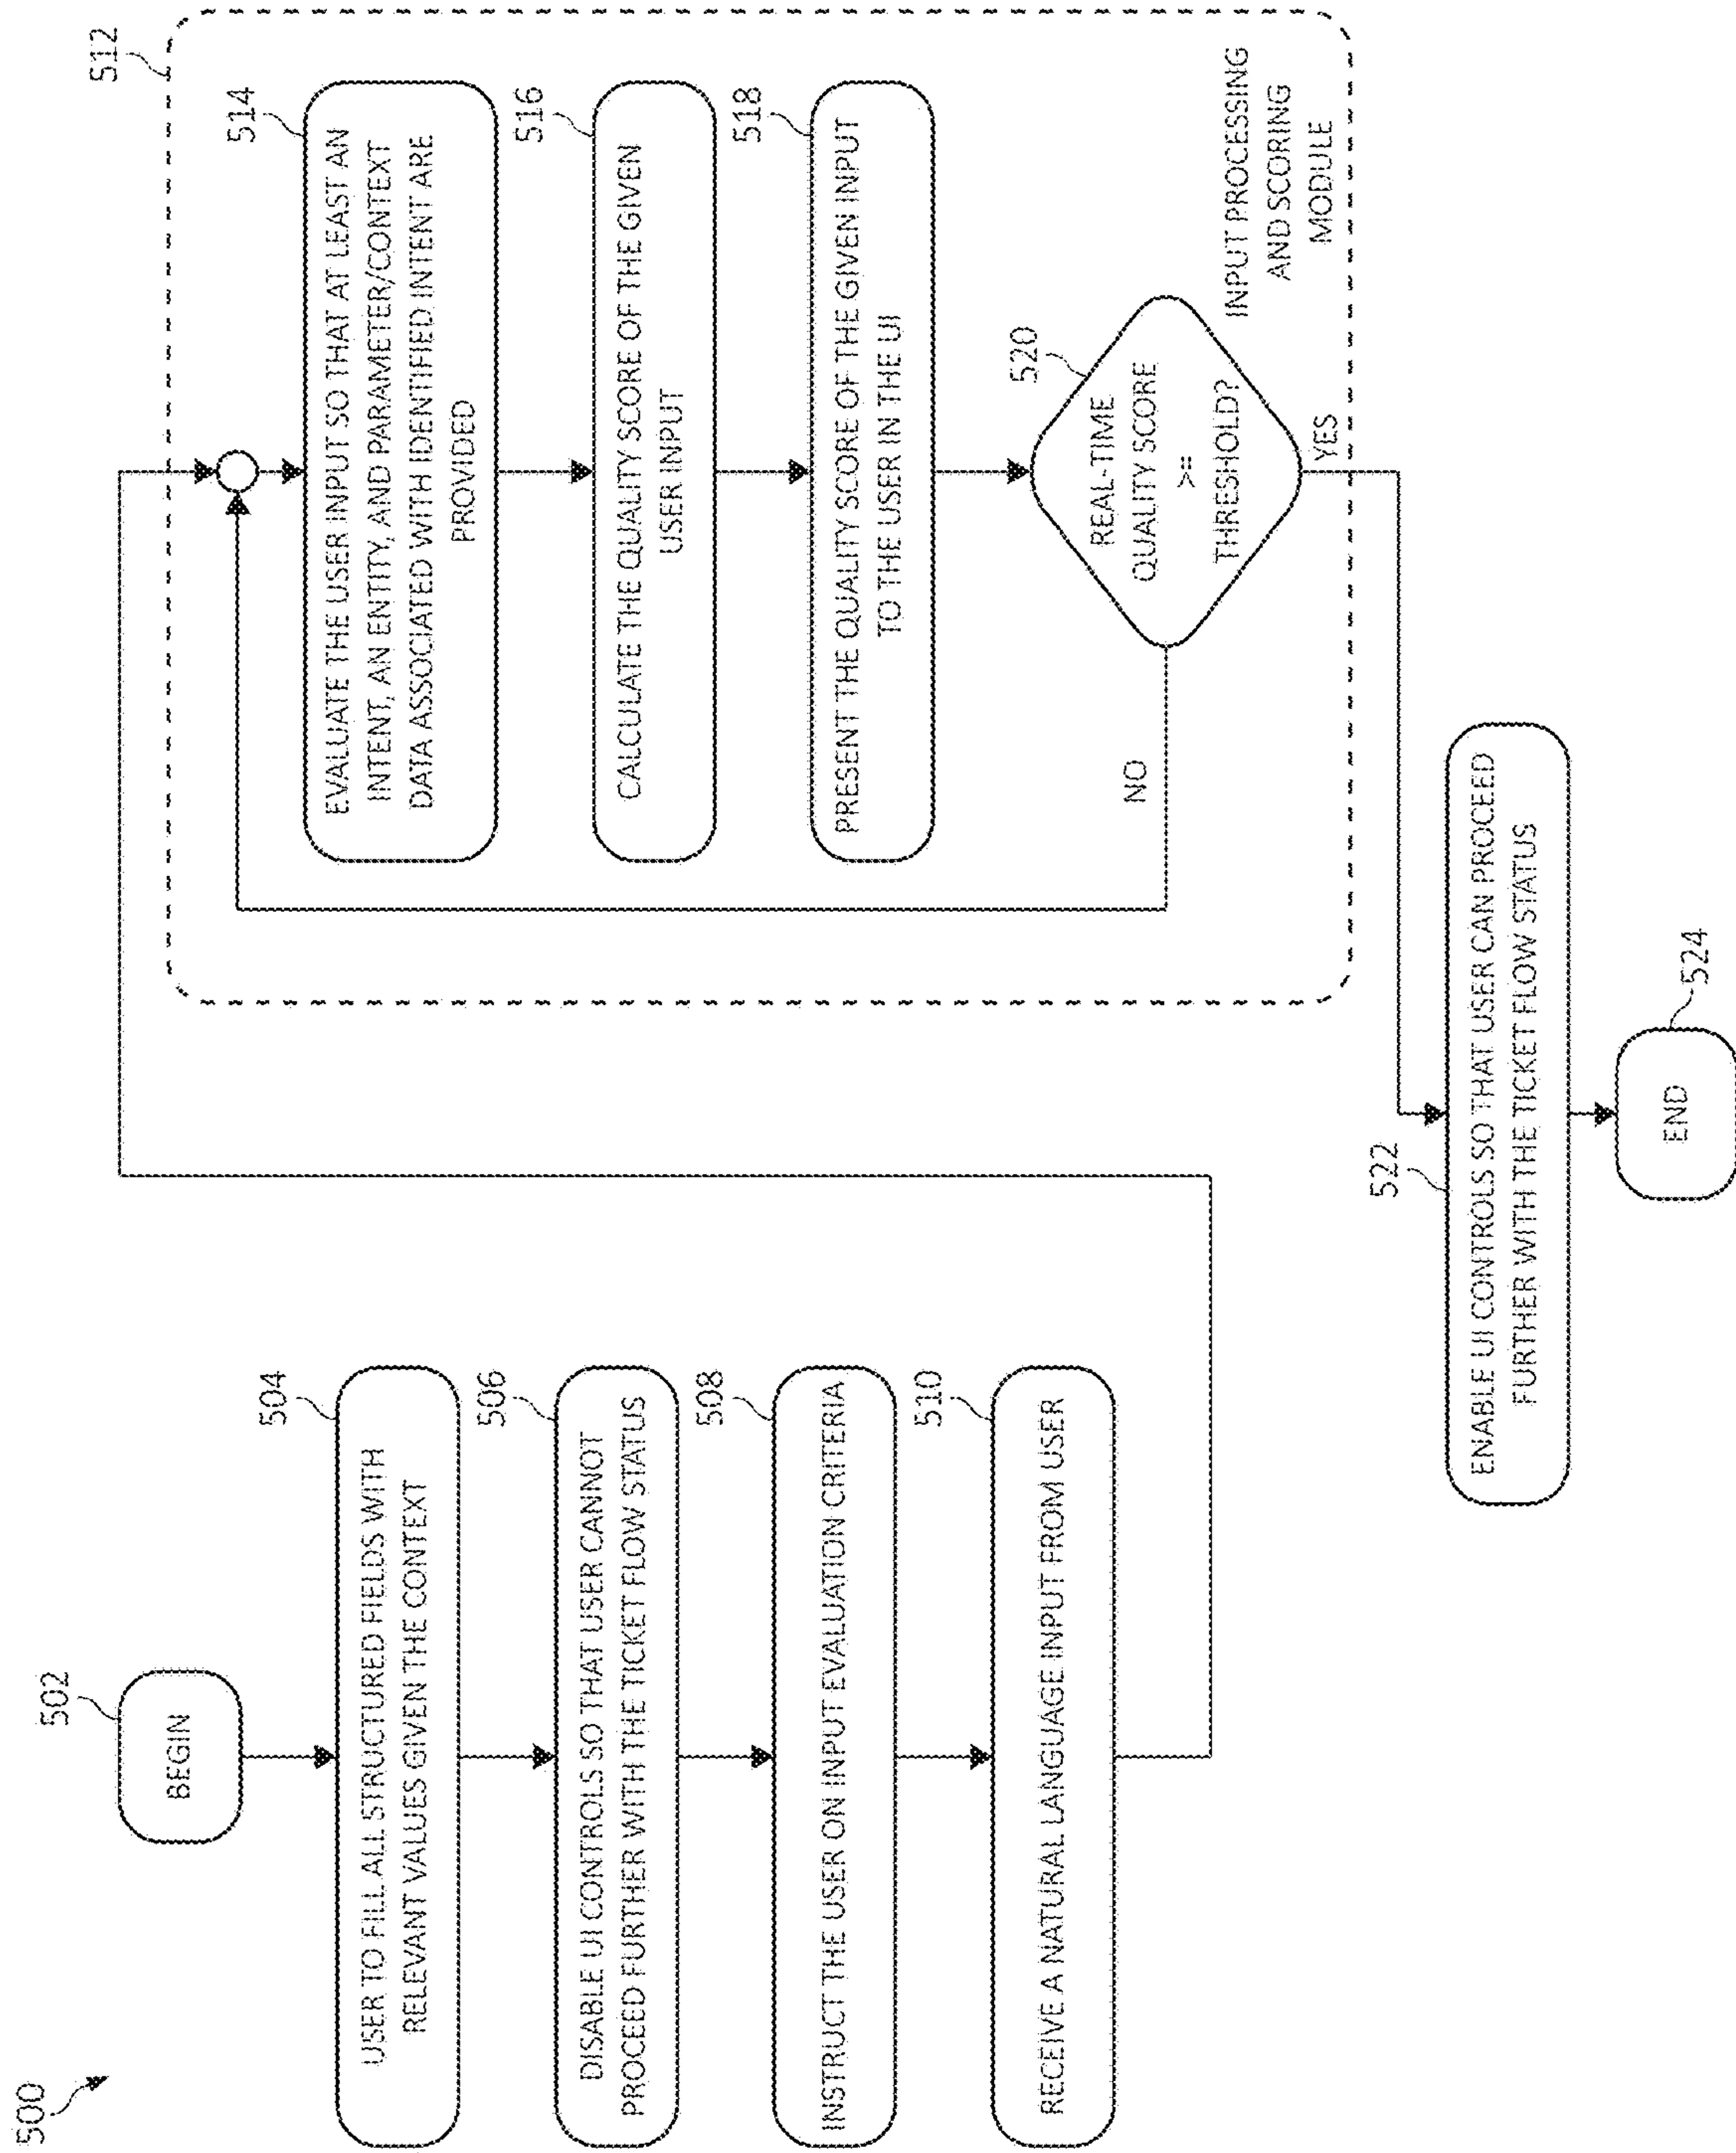 500
502
BEGIN
504
USER TO FILL ALL STRUCTURED FIELDS WITH
RELEVANT VALUES GIVEN THE CONTEXT
506
DISABLE UI CONTROLS SO THAT USER CANNOT
PROCEED FURTHER WITH THE TICKET FLOW STATUS
508
INSTRUCT THE USER ON INPUT EVALUATION CRITERIA
510
RECEIVE A NATURAL LANGUAGE INPUT FROM USER
512
514
EVALUATE THE USER INPUT SO THAT AT LEAST AN
INTENT, AN ENTITY, AND PARAMETER/CONTEXT
DATA ASSOCIATED WITH IDENTIFIED INTENT ARE
PROVIDED
516
CALCULATE THE QUALITY SCORE OF THE GIVEN
USER INPUT
518
PRESENT THE QUALITY SCORE OF THE GIVEN INPUT
TO THE USER IN THE UI
520
REAL-TIME
QUALITY SCORE
>=
THRESHOLD?
NO
YES
INPUT PROCESSING
AND SCORING
MODULE
522
ENABLE UI CONTROLS SO THAT USER CAN PROCEED
FURTHER WITH THE TICKET FLOW STATUS
END
524